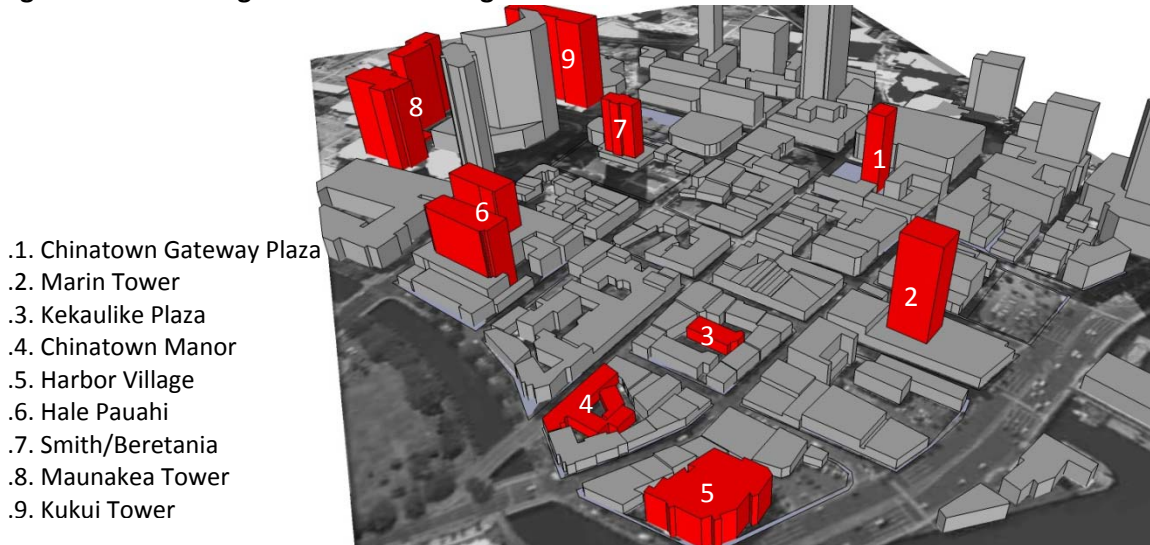 .1. Chinatown Gateway Plaza
.2. Marin Tower
.3. Kekaulike Plaza
.4. Chinatown Manor
.5. Harbor Village
.6. Hale Pauahi
.7. Smith/Beretania
.8. Maunakea Tower
.9. Kukui Tower
9
8
7
1
6
2
3
4
5